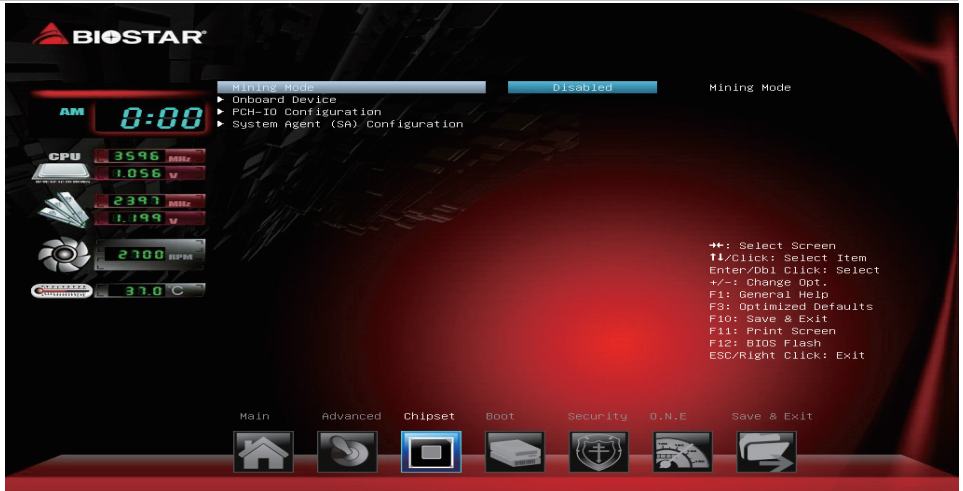 BIOSTAR
Mining Mode Disabled Mining Mode
Onboard Device
PCH-IO Configuration
System Agent (SA) Configuration
AM 0:00
CPU 3596 MHz
1.056 V
2397 MHz
1.199 V
2700 RPM
37.0 C
→←: Select Screen
↑↓/Click: Select Item
Enter/Dbl Click: Select
+/-: Change Opt.
F1: General Help
F3: Optimized Defaults
F10: Save & Exit
F11: Print Screen
F12: BIOS Flash
ESC/Right Click: Exit
Main Advanced Chipset Boot Security O.N.E Save & Exit